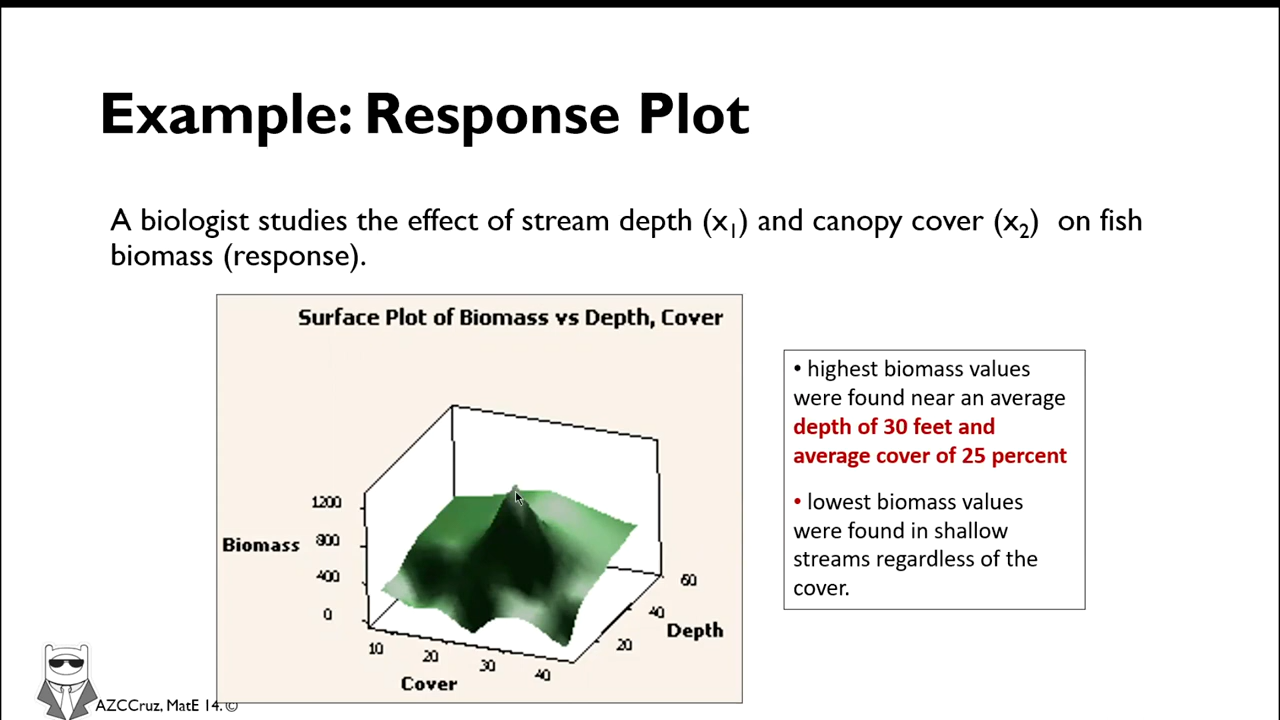 Example: Response Plot
A biologist studies the effect of stream depth (x₁) and canopy cover (x₂) on fish
biomass (response).
Surface Plot of Biomass vs Depth, Cover
1200
800
400
0
Biomass
10
20
30
40
Cover
20
40
60
Depth
• highest biomass values
were found near an average
depth of 30 feet and
average cover of 25 percent
• lowest biomass values
were found in shallow
streams regardless of the
cover.
AZCCruz, MatE 14. ©